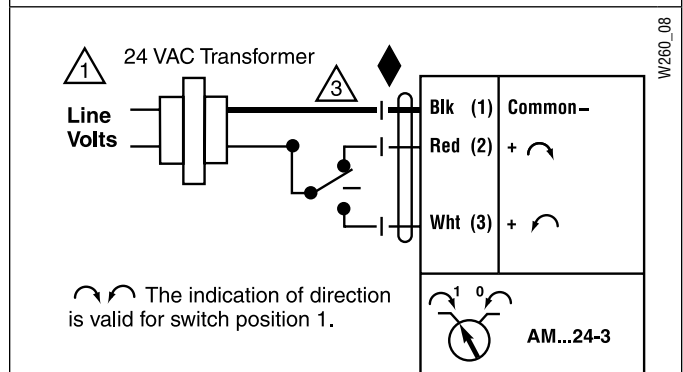 W260_08
1
24 VAC Transformer
3
Line
Volts
Blk (1) Common –
Red (2) +
Wht (3) +
The indication of direction
is valid for switch position 1.
1 0
AM...24-3